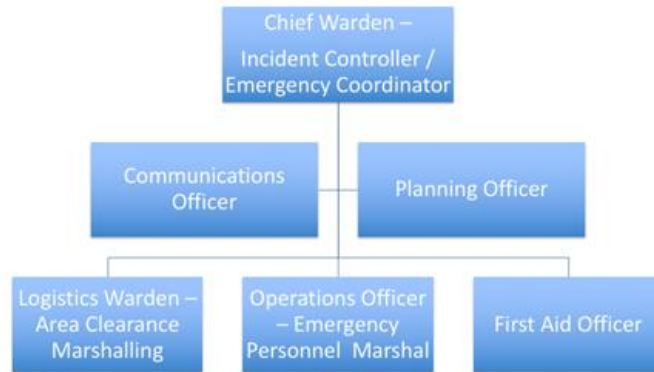 Chief Warden –
Incident Controller /
Emergency Coordinator
Communications
Officer
Planning Officer
Logistics Warden –
Area Clearance
Marshalling
Operations Officer
– Emergency
Personnel Marshal
First Aid Officer